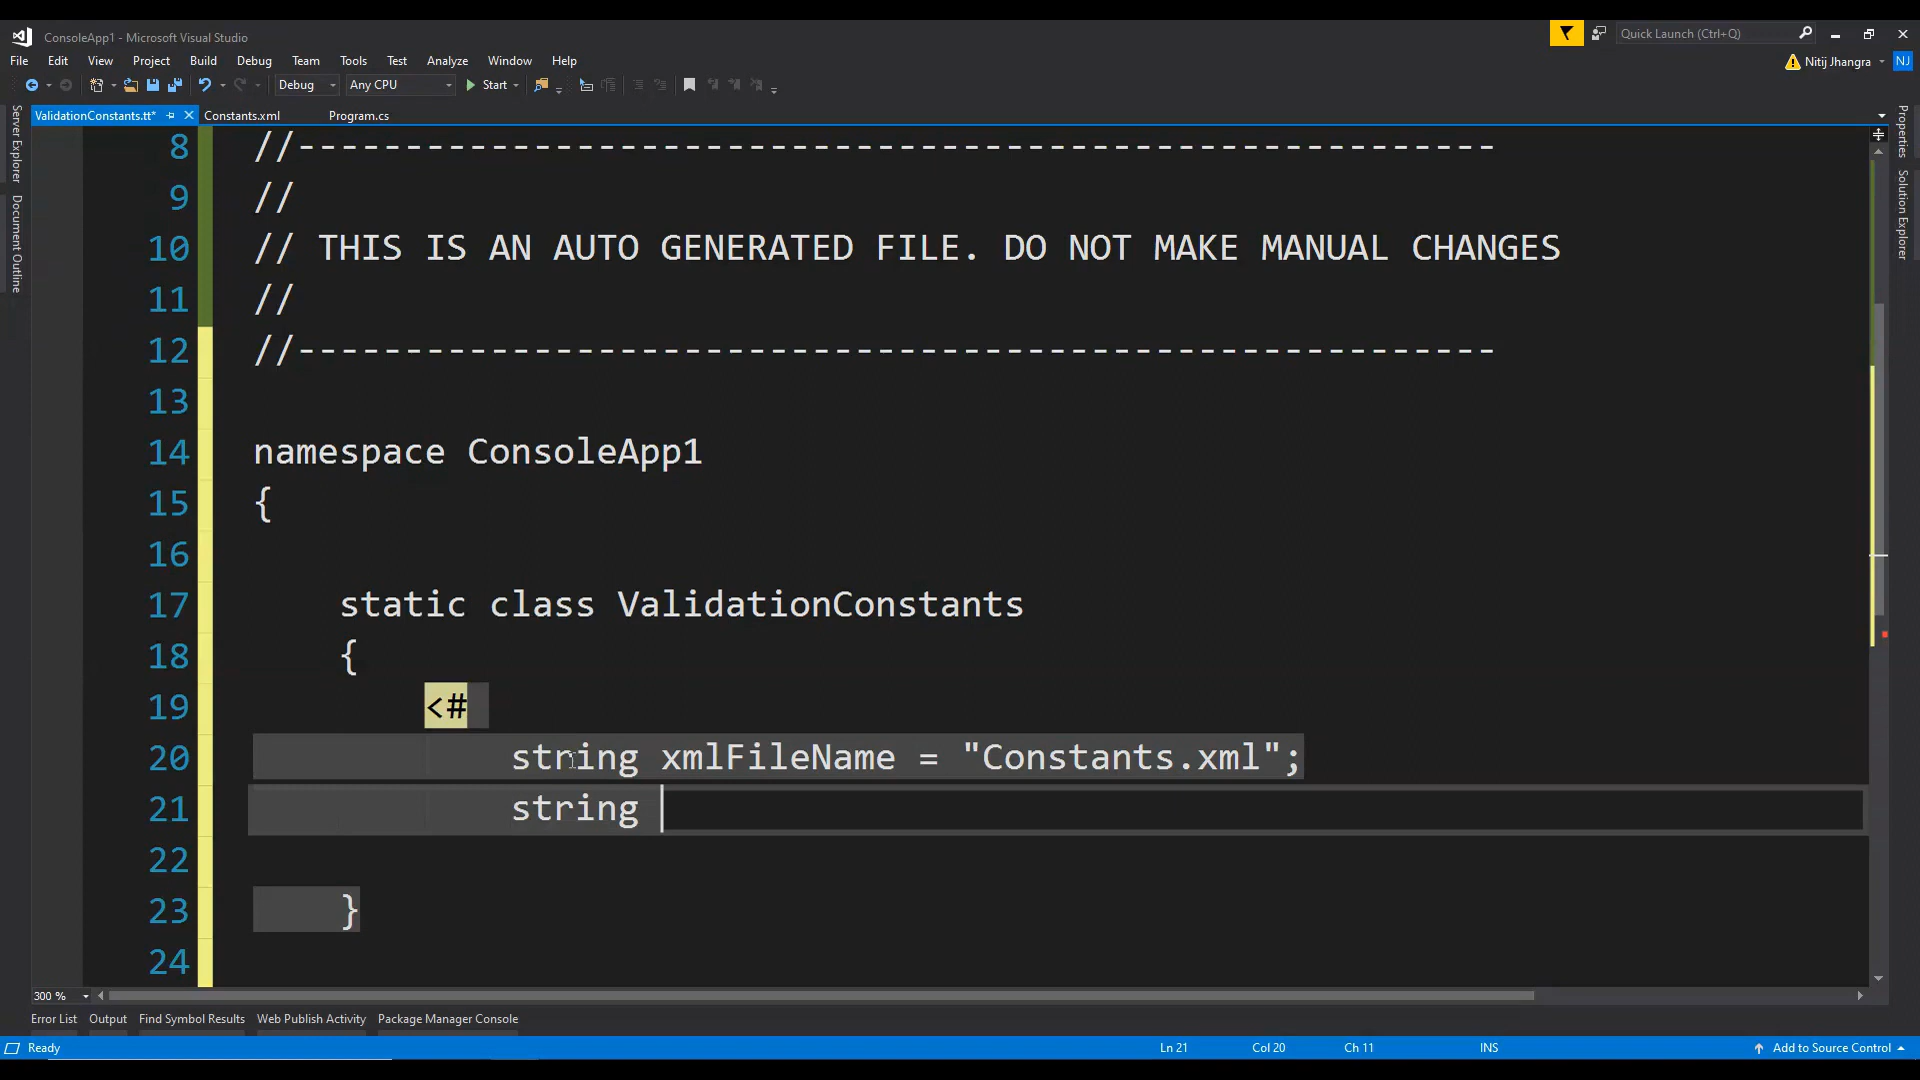 ConsoleApp1 - Microsoft Visual Studio
Quick Launch (Ctrl+Q)
File Edit View Project Build Debug Team Tools Test Analyze Window Help
Nitij Jhangra NJ
Debug Any CPU Start
ValidationConstants.tt* Constants.xml Program.cs
Server Explorer
Document Outline
Properties
Solution Explorer
8 //--------------------------------------------------------
9 //
10 // THIS IS AN AUTO GENERATED FILE. DO NOT MAKE MANUAL CHANGES
11 //
12 //--------------------------------------------------------
13
14 namespace ConsoleApp1
15 {
16
17 static class ValidationConstants
18 {
19 <#
20 string xmlFileName = "Constants.xml";
21 string
22
23 }
24
300 %
Error List Output Find Symbol Results Web Publish Activity Package Manager Console
Ready Ln 21 Col 20 Ch 11 INS Add to Source Control